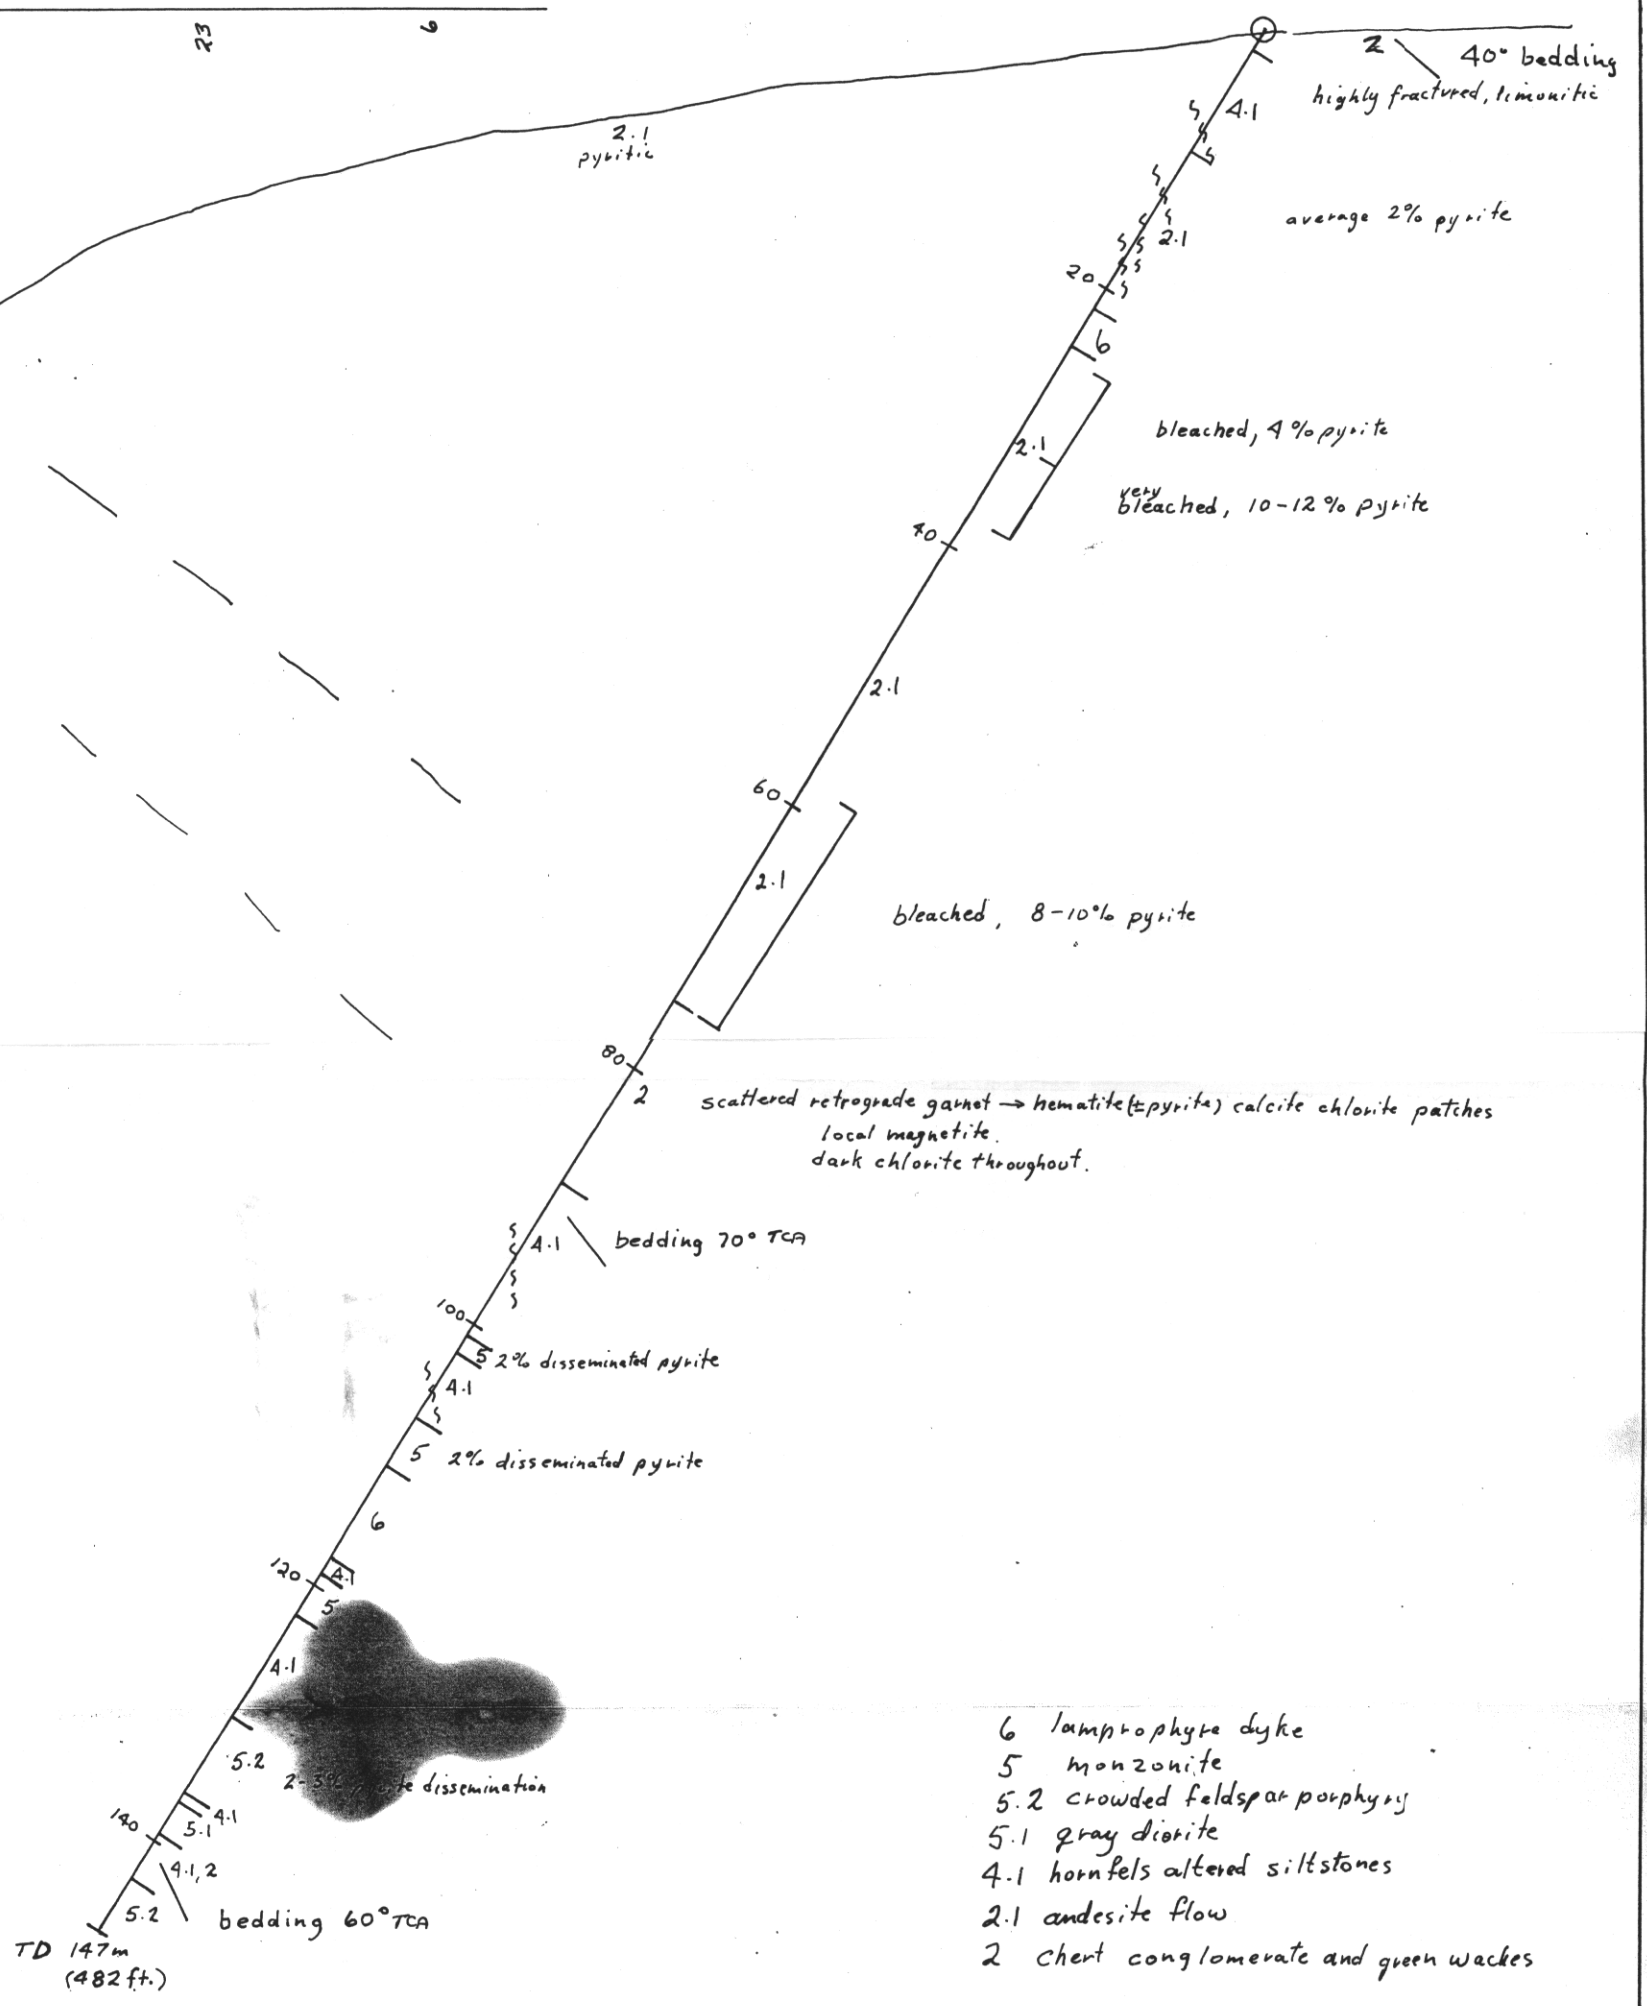 23
6
2
40° bedding
highly fractured, limonitic
4.1
2.1
pyritic
average 2% pyrite
2.1
20
6
bleached, 4% pyrite
2.1
very
bleached, 10-12% pyrite
40
2.1
60
2.1
bleached, 8-10% pyrite
80
2
scattered retrograde garnet → hematite (±pyrite) calcite chlorite patches
local magnetite.
dark chlorite throughout.
4.1
bedding 70° TCA
100
5 2% disseminated pyrite
4.1
5 2% disseminated pyrite
6
120
4.1
5
4.1
5.2
2-3% pyrite dissemination
4.1
140
5.1
4.1, 2
5.2
bedding 60° TCA
TD 147m
(482 ft.)
6 lamprophyre dyke
5 monzonite
5.2 crowded feldspar porphyry
5.1 gray diorite
4.1 hornfels altered siltstones
2.1 andesite flow
2 chert conglomerate and green wackes